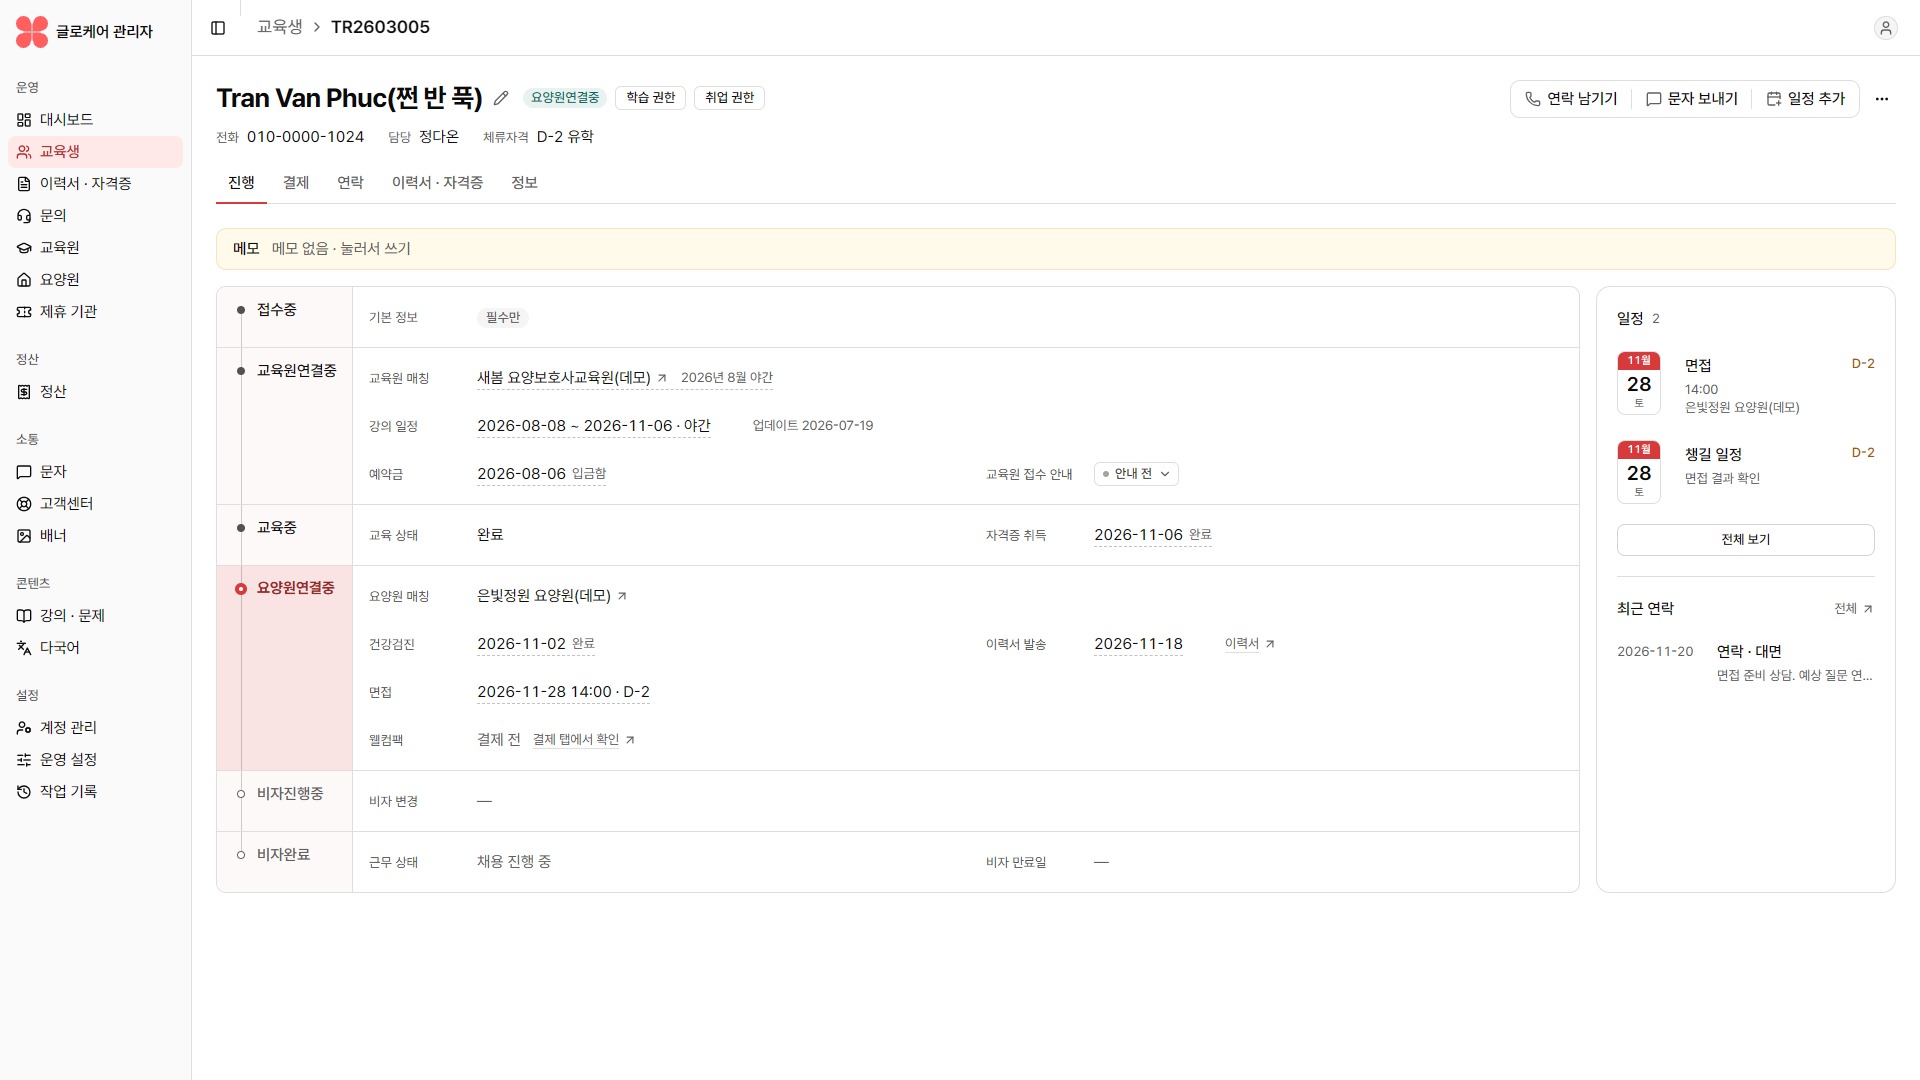 글로케어 관리자
운영
대시보드
교육생
이력서 · 자격증
문의
교육원
요양원
제휴 기관
정산
정산
소통
문자
고객센터
배너
콘텐츠
강의 · 문제
다국어
설정
계정 관리
운영 설정
작업 기록
교육생 > TR2603005
Tran Van Phuc(쩐 반 푹) 요양원연결중 학습 권한 취업 권한
연락 남기기 문자 보내기 일정 추가
전화 010-0000-1024 담당 정다온 체류자격 D-2 유학
진행 결제 연락 이력서 · 자격증 정보
메모 메모 없음 · 눌러서 쓰기
접수중
기본 정보 필수만
교육원연결중
교육원 매칭 새봄 요양보호사교육원(데모) 2026년 8월 야간
강의 일정 2026-08-08 ~ 2026-11-06 · 야간 업데이트 2026-07-19
예약금 2026-08-06 입금함 교육원 접수 안내 안내 전
교육중
교육 상태 완료 자격증 취득 2026-11-06 완료
요양원연결중
요양원 매칭 은빛정원 요양원(데모)
건강검진 2026-11-02 완료 이력서 발송 2026-11-18 이력서
면접 2026-11-28 14:00 · D-2
웰컴팩 결제 전 결제 탭에서 확인
비자진행중
비자 변경 —
비자완료
근무 상태 채용 진행 중 비자 만료일 —
일정 2
11월
28
토
면접 D-2
14:00
은빛정원 요양원(데모)
11월
28
토
챙길 일정 D-2
면접 결과 확인
전체 보기
최근 연락 전체
2026-11-20 연락 · 대면
면접 준비 상담. 예상 질문 연...